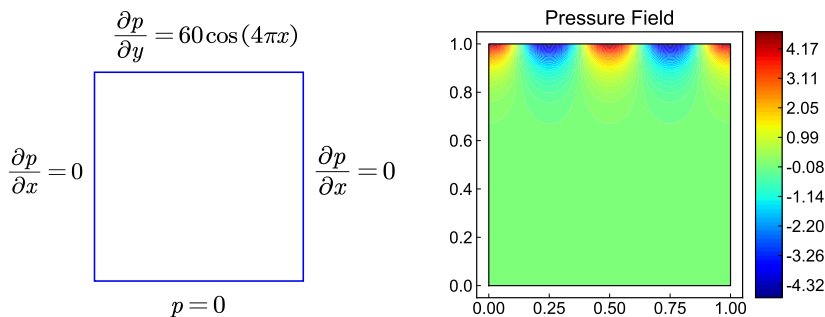 ∂p/∂y = 60cos(4πx)
∂p/∂x = 0
∂p/∂x = 0
p = 0
Pressure Field
1.0
0.8
0.6
0.4
0.2
0.0
0.00 0.25 0.50 0.75 1.00
4.17
3.11
2.05
0.99
-0.08
-1.14
-2.20
-3.26
-4.32